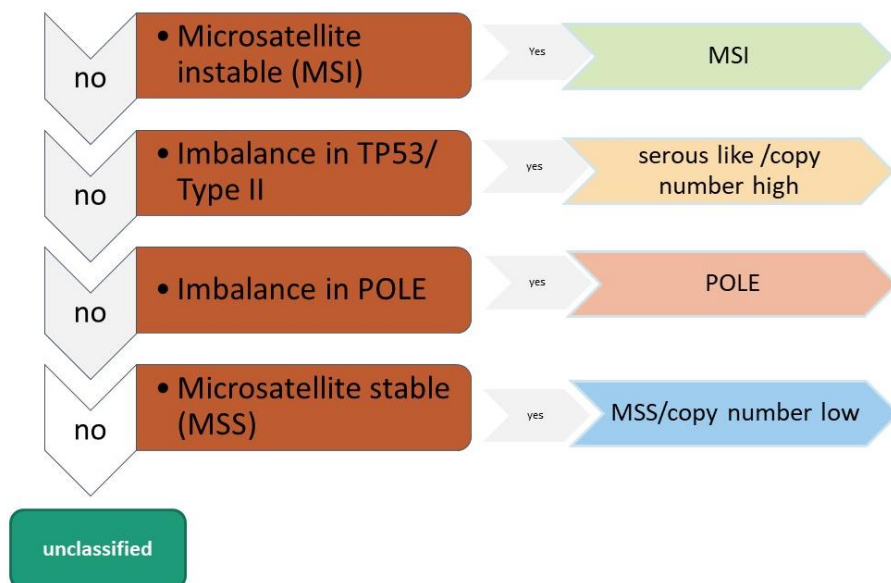 no
• Microsatellite
instable (MSI)
Yes
MSI
no
• Imbalance in TP53/
Type II
yes
serous like /copy
number high
no
• Imbalance in POLE
yes
POLE
no
• Microsatellite stable
(MSS)
yes
MSS/copy number low
unclassified